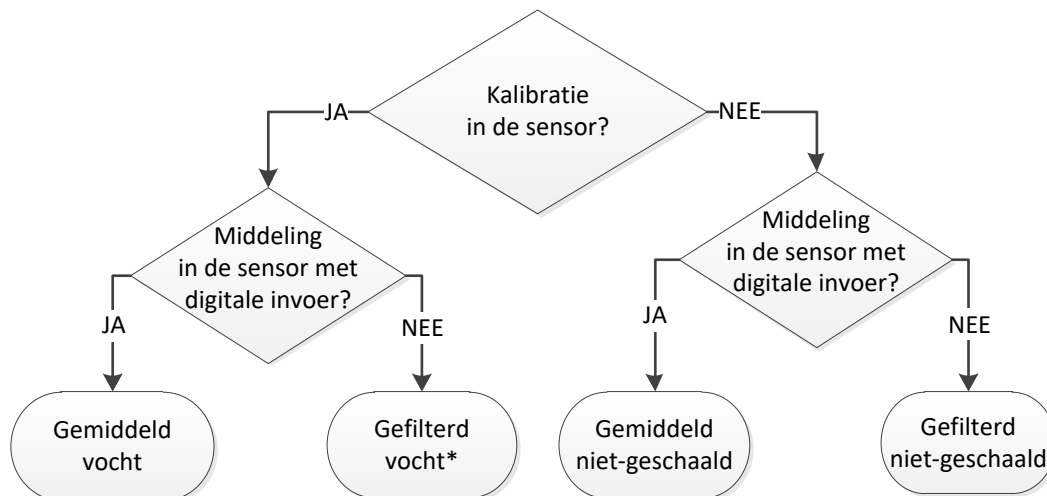 Kalibratie
in de sensor?
JA
NEE
Middeling
in de sensor met
digitale invoer?
Middeling
in de sensor met
digitale invoer?
JA
NEE
JA
NEE
Gemiddeld
vocht
Gefilterd
vocht*
Gemiddeld
niet-geschaald
Gefilterd
niet-geschaald